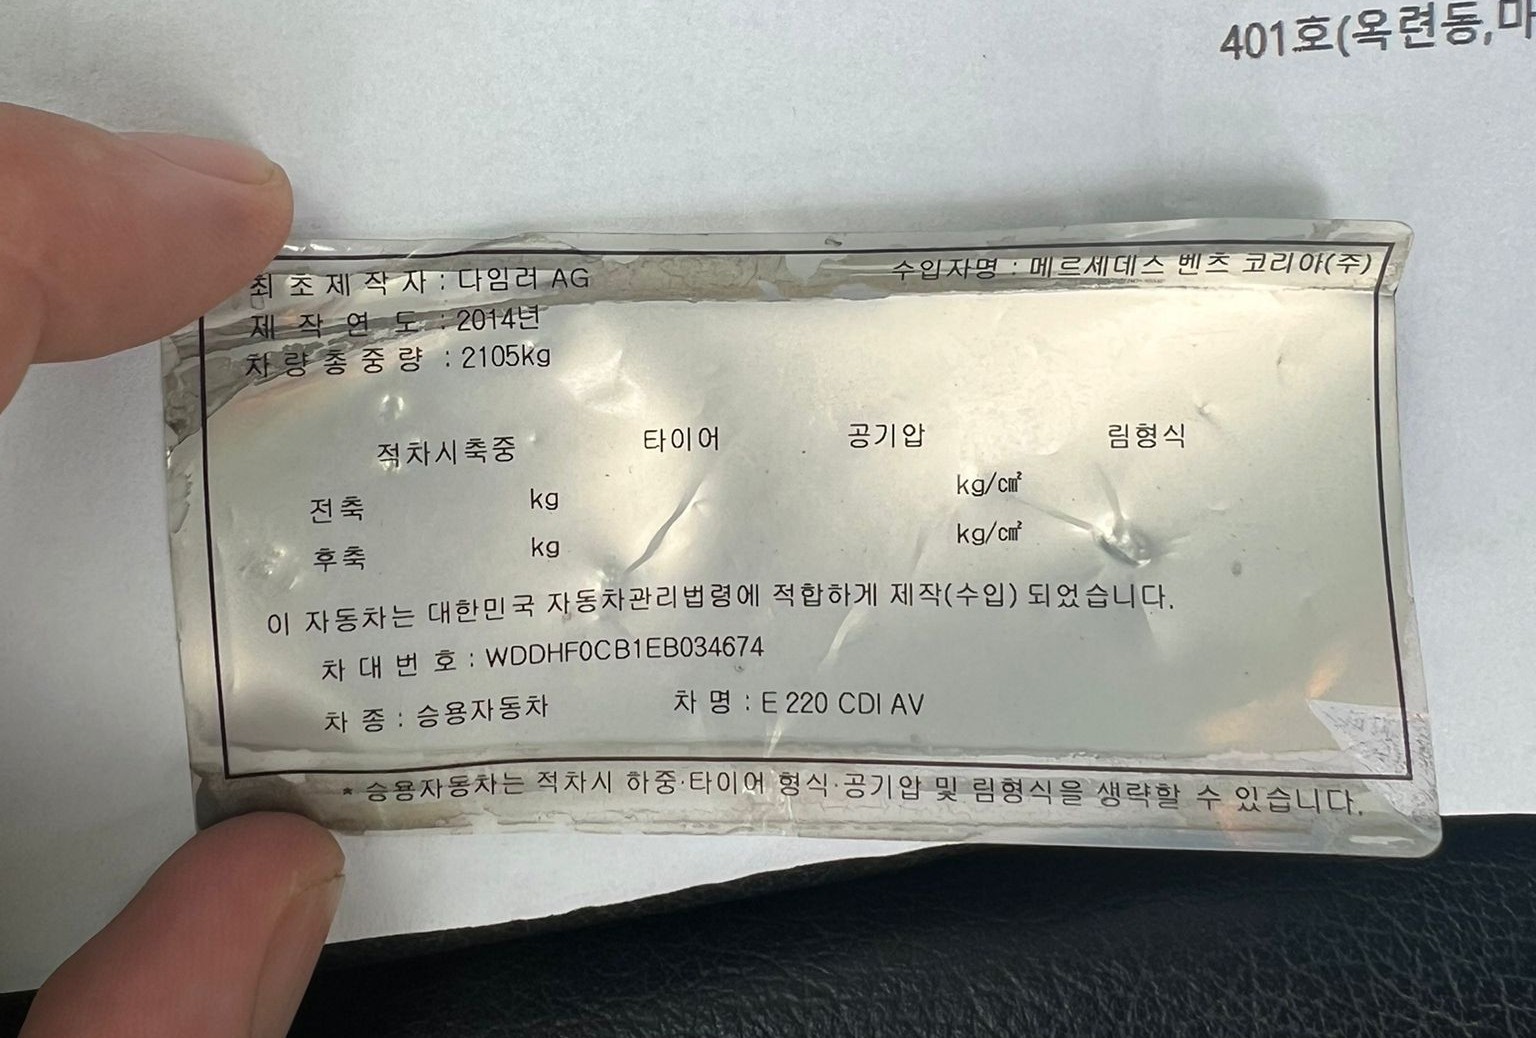 401호(옥련동,마
최 초 제 작 자 : 다임러 AG 수입자명 : 메르세데스 벤츠 코리아(주)
제 작 연 도 : 2014년
차 량 총 중 량 : 2105kg
적차시축중 타이어 공기압 림형식
전축 kg kg/㎠
후축 kg kg/㎠
이 자동차는 대한민국 자동차관리법령에 적합하게 제작(수입) 되었습니다.
차 대 번 호 : WDDHF0CB1EB034674
차 종 : 승용자동차 차 명 : E 220 CDI AV
* 승용자동차는 적차시 하중·타이어 형식·공기압 및 림형식을 생략할 수 있습니다.